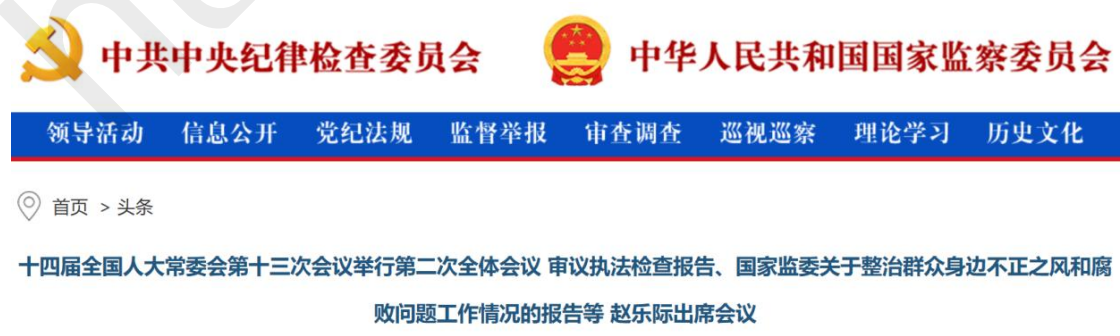 中共中央纪律检查委员会 中华人民共和国国家监察委员会
领导活动 信息公开 党纪法规 监督举报 审查调查 巡视巡察 理论学习 历史文化
首页 > 头条
十四届全国人大常委会第十三次会议举行第二次全体会议 审议执法检查报告、国家监委关于整治群众身边不正之风和腐
败问题工作情况的报告等 赵乐际出席会议